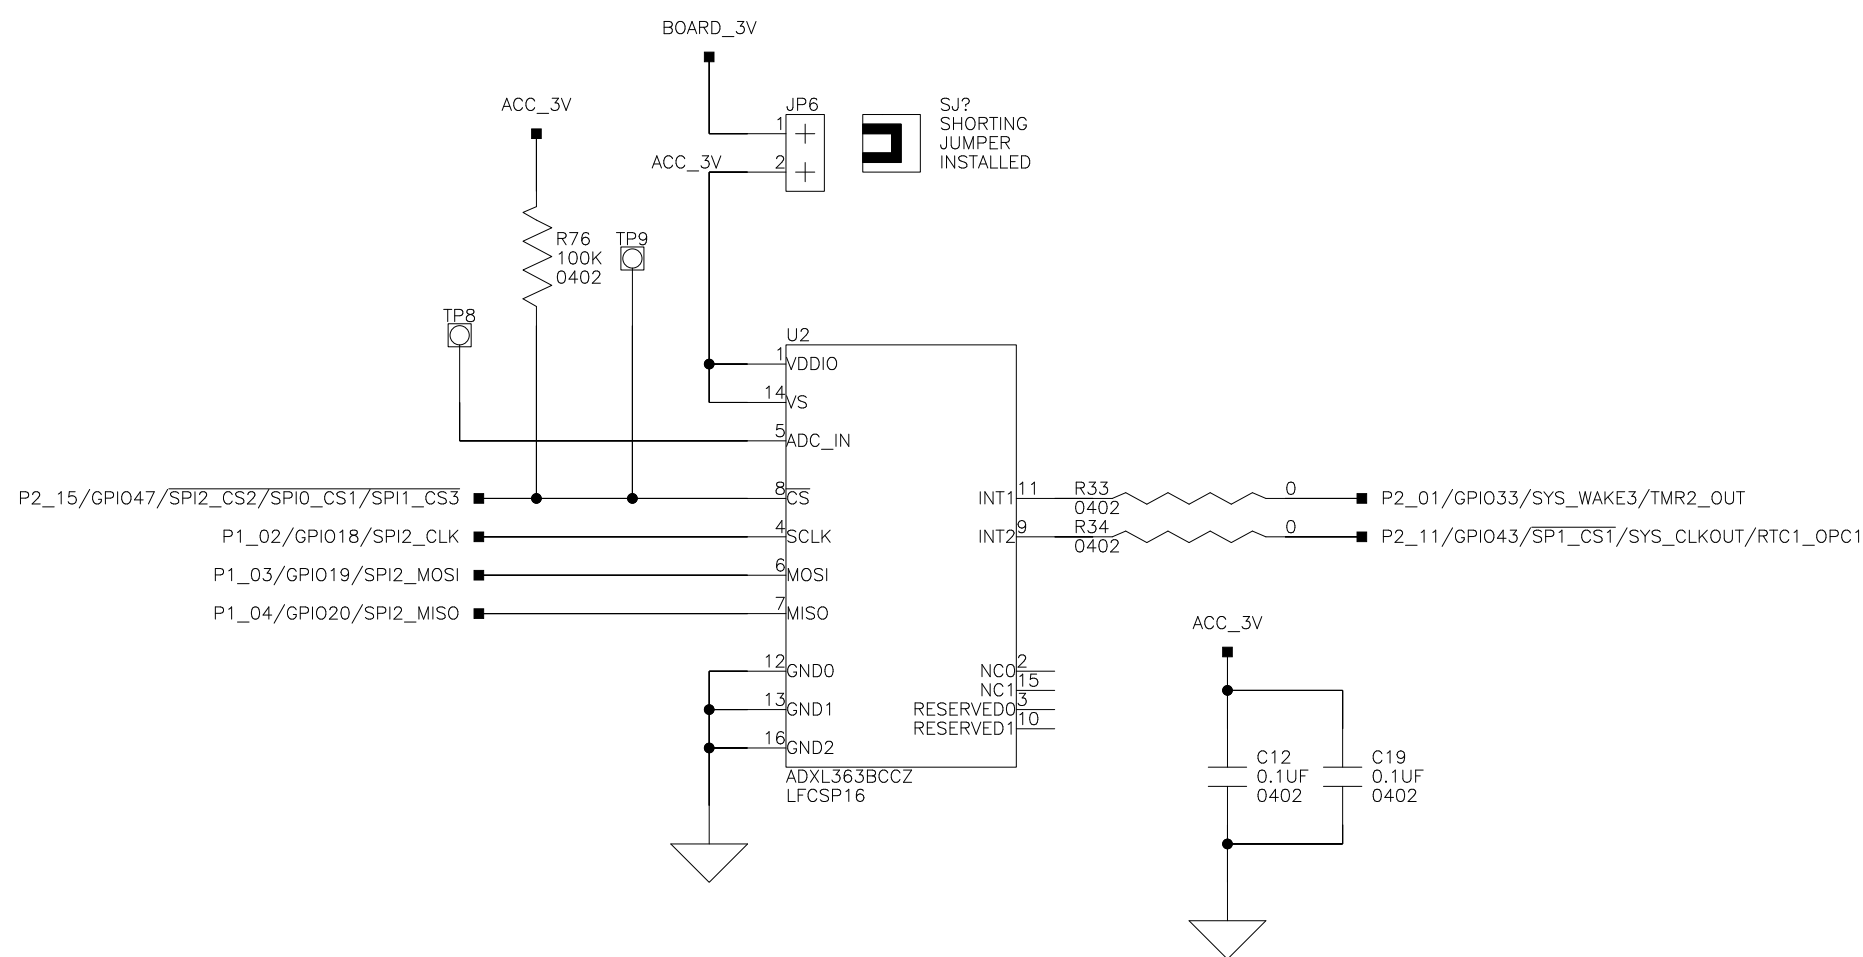 BOARD_3V
ACC_3V
JP6
1
2
ACC_3V
SJ?
SHORTING
JUMPER
INSTALLED
R76
100K
0402
TP9
TP8
U2
1
VDDIO
14
VS
5
ADC_IN
P2_15/GPIO47/SPI2_CS2/SPI0_CS1/SPI1_CS3
8
CS
P1_02/GPIO18/SPI2_CLK
4
SCLK
P1_03/GPIO19/SPI2_MOSI
6
MOSI
P1_04/GPIO20/SPI2_MISO
7
MISO
12
GND0
13
GND1
16
GND2
INT1
11
R33
0402
0
P2_01/GPIO33/SYS_WAKE3/TMR2_OUT
INT2
9
R34
0402
0
P2_11/GPIO43/SP1_CS1/SYS_CLKOUT/RTC1_OPC1
NC0
2
NC1
15
RESERVED0
3
RESERVED1
10
ADXL363BCCZ
LFCSP16
ACC_3V
C12
0.1UF
0402
C19
0.1UF
0402